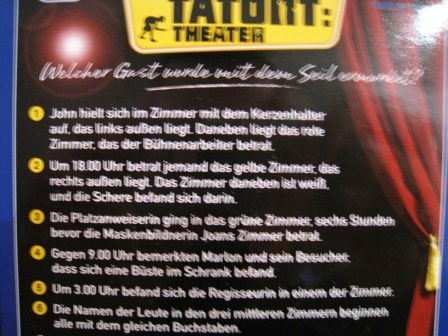 TATORT:
THEATER
Welcher Gast wurde mit dem Seil ermordet?
1 John hielt sich im Zimmer mit dem Kerzenhalter
auf, das links außen liegt. Daneben liegt das rote
Zimmer, das der Bühnenarbeiter betrat.
2 Um 18.00 Uhr betrat jemand das gelbe Zimmer, das
rechts außen liegt. Das Zimmer daneben ist weiß,
und die Schere befand sich darin.
3 Die Platzanweiserin ging in das grüne Zimmer, sechs Stunden
bevor die Maskenbildnerin Joans Zimmer betrat.
4 Gegen 9.00 Uhr bemerkten Marlon und sein Besucher,
dass sich eine Büste im Schrank befand.
5 Um 3.00 Uhr befand sich die Regisseurin in einem der Zimmer.
6 Die Namen der Leute in den drei mittleren Zimmern beginnen
alle mit dem gleichen Buchstaben.